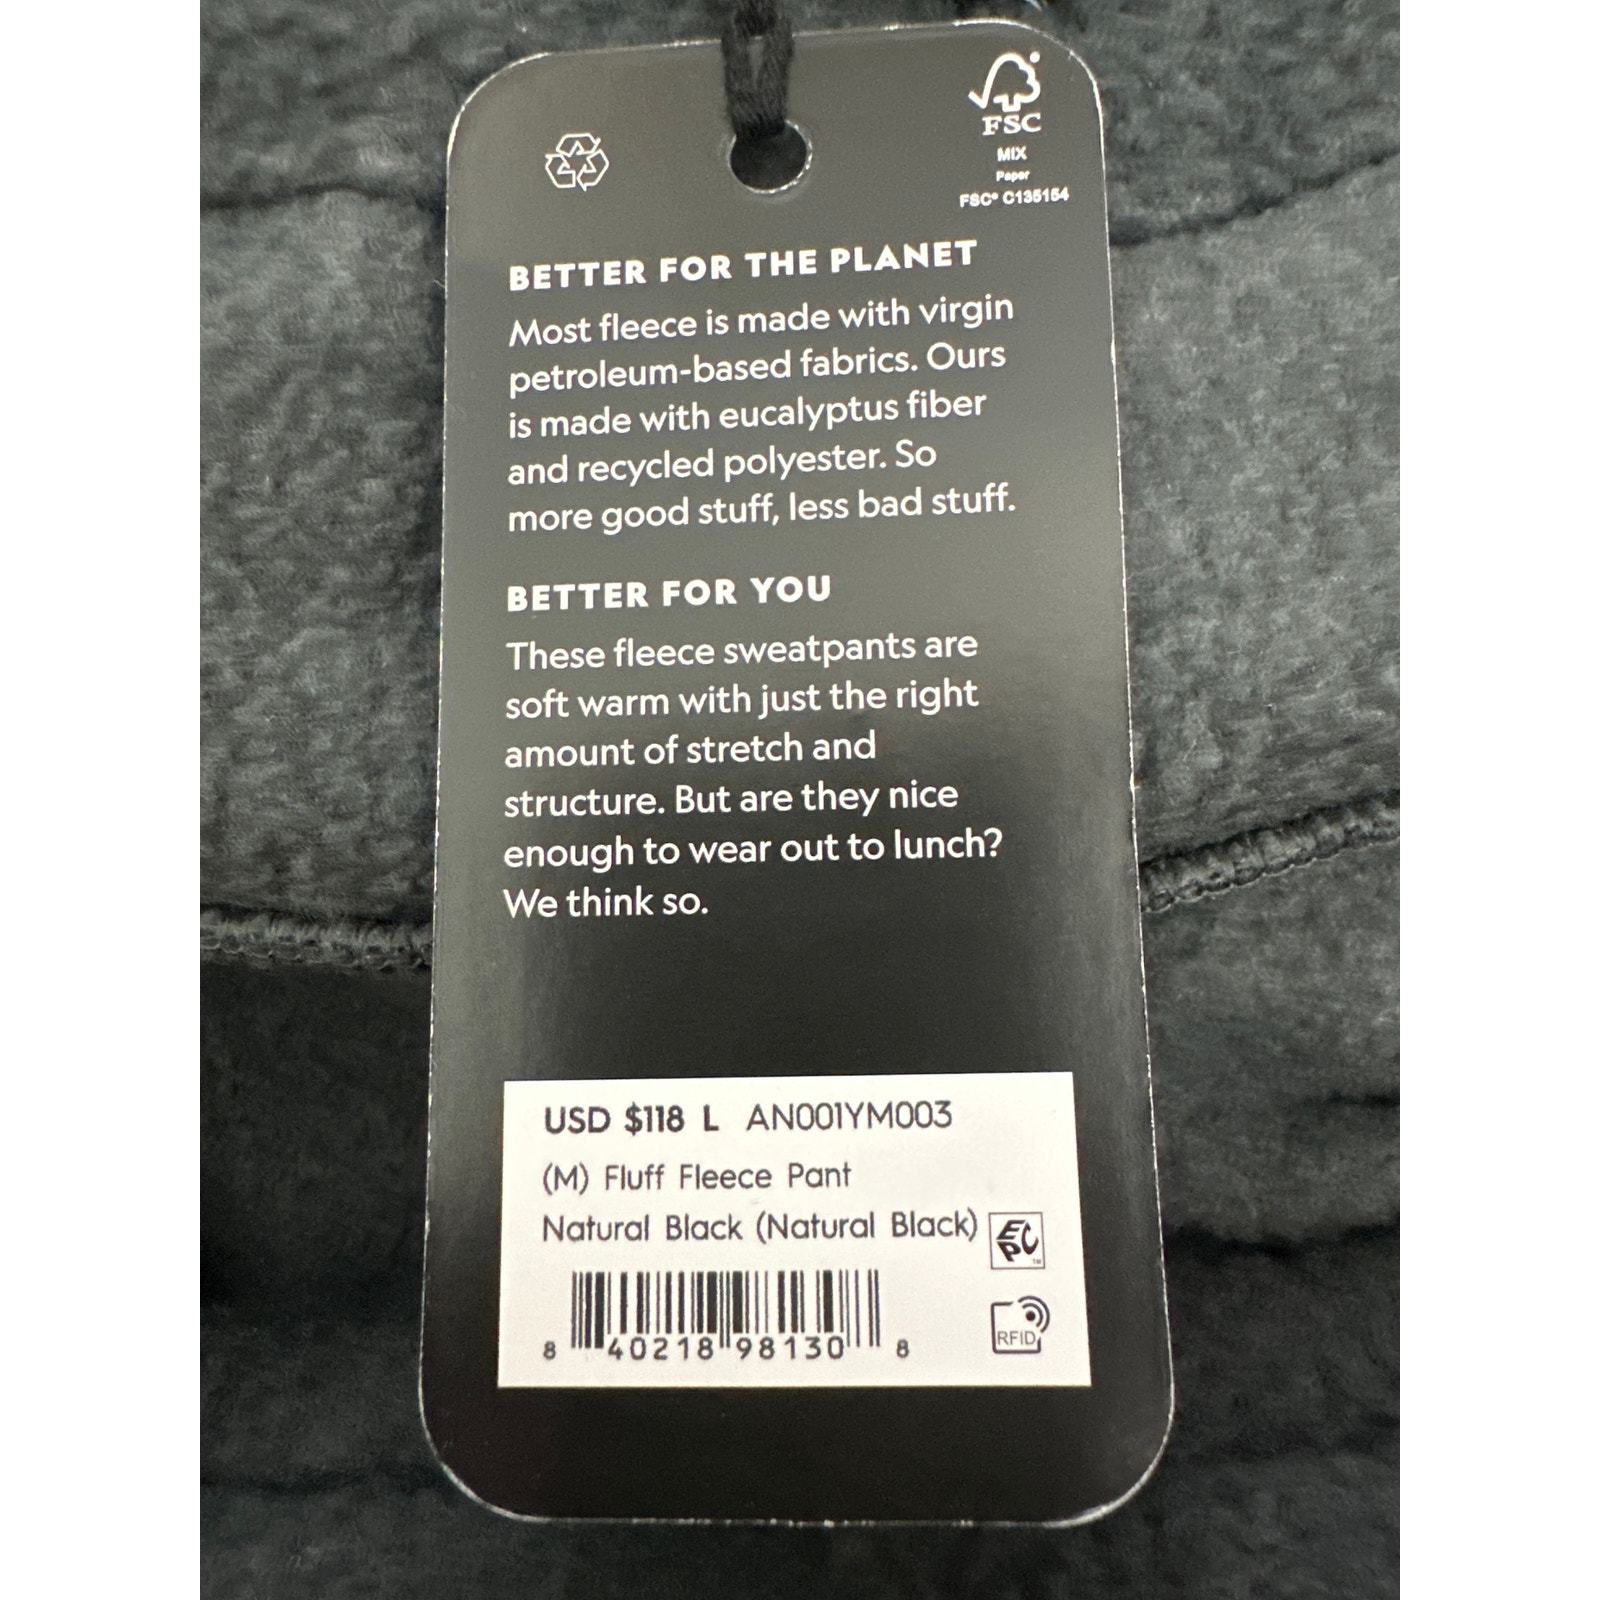 FSC
MIX
Paper
FSC® C135154
BETTER FOR THE PLANET
Most fleece is made with virgin
petroleum-based fabrics. Ours
is made with eucalyptus fiber
and recycled polyester. So
more good stuff, less bad stuff.
BETTER FOR YOU
These fleece sweatpants are
soft warm with just the right
amount of stretch and
structure. But are they nice
enough to wear out to lunch?
We think so.
USD $118 L AN001YM003
(M) Fluff Fleece Pant
Natural Black (Natural Black)
EPC™
RFID
8 40218 98130 8